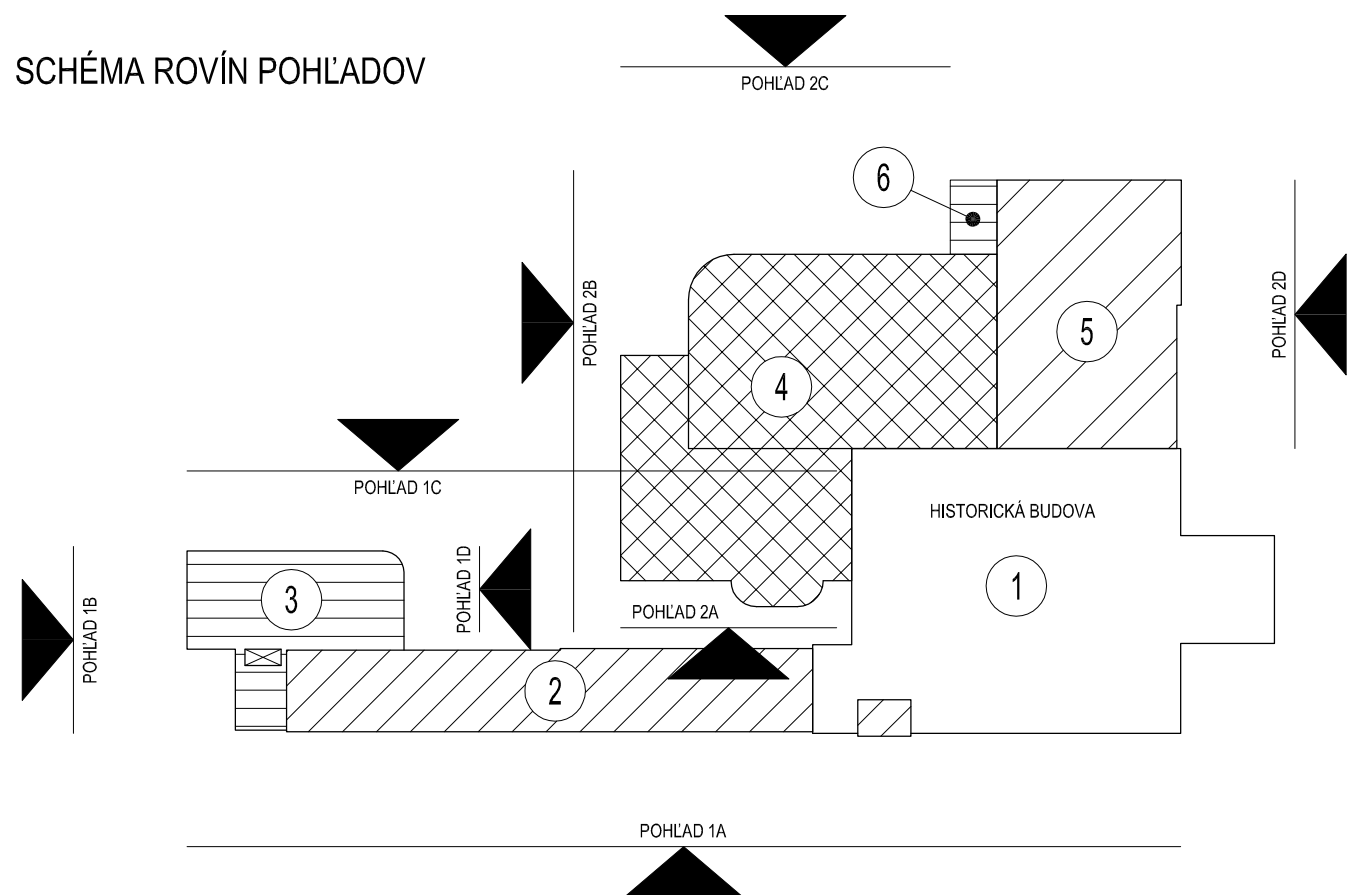 SCHÉMA ROVÍN POHĽADOV
POHĽAD 2C
6
POHĽAD 2B
POHĽAD 2D
5
4
POHĽAD 1C
HISTORICKÁ BUDOVA
POHĽAD 1D
1
3
POHĽAD 1B
POHĽAD 2A
2
POHĽAD 1A